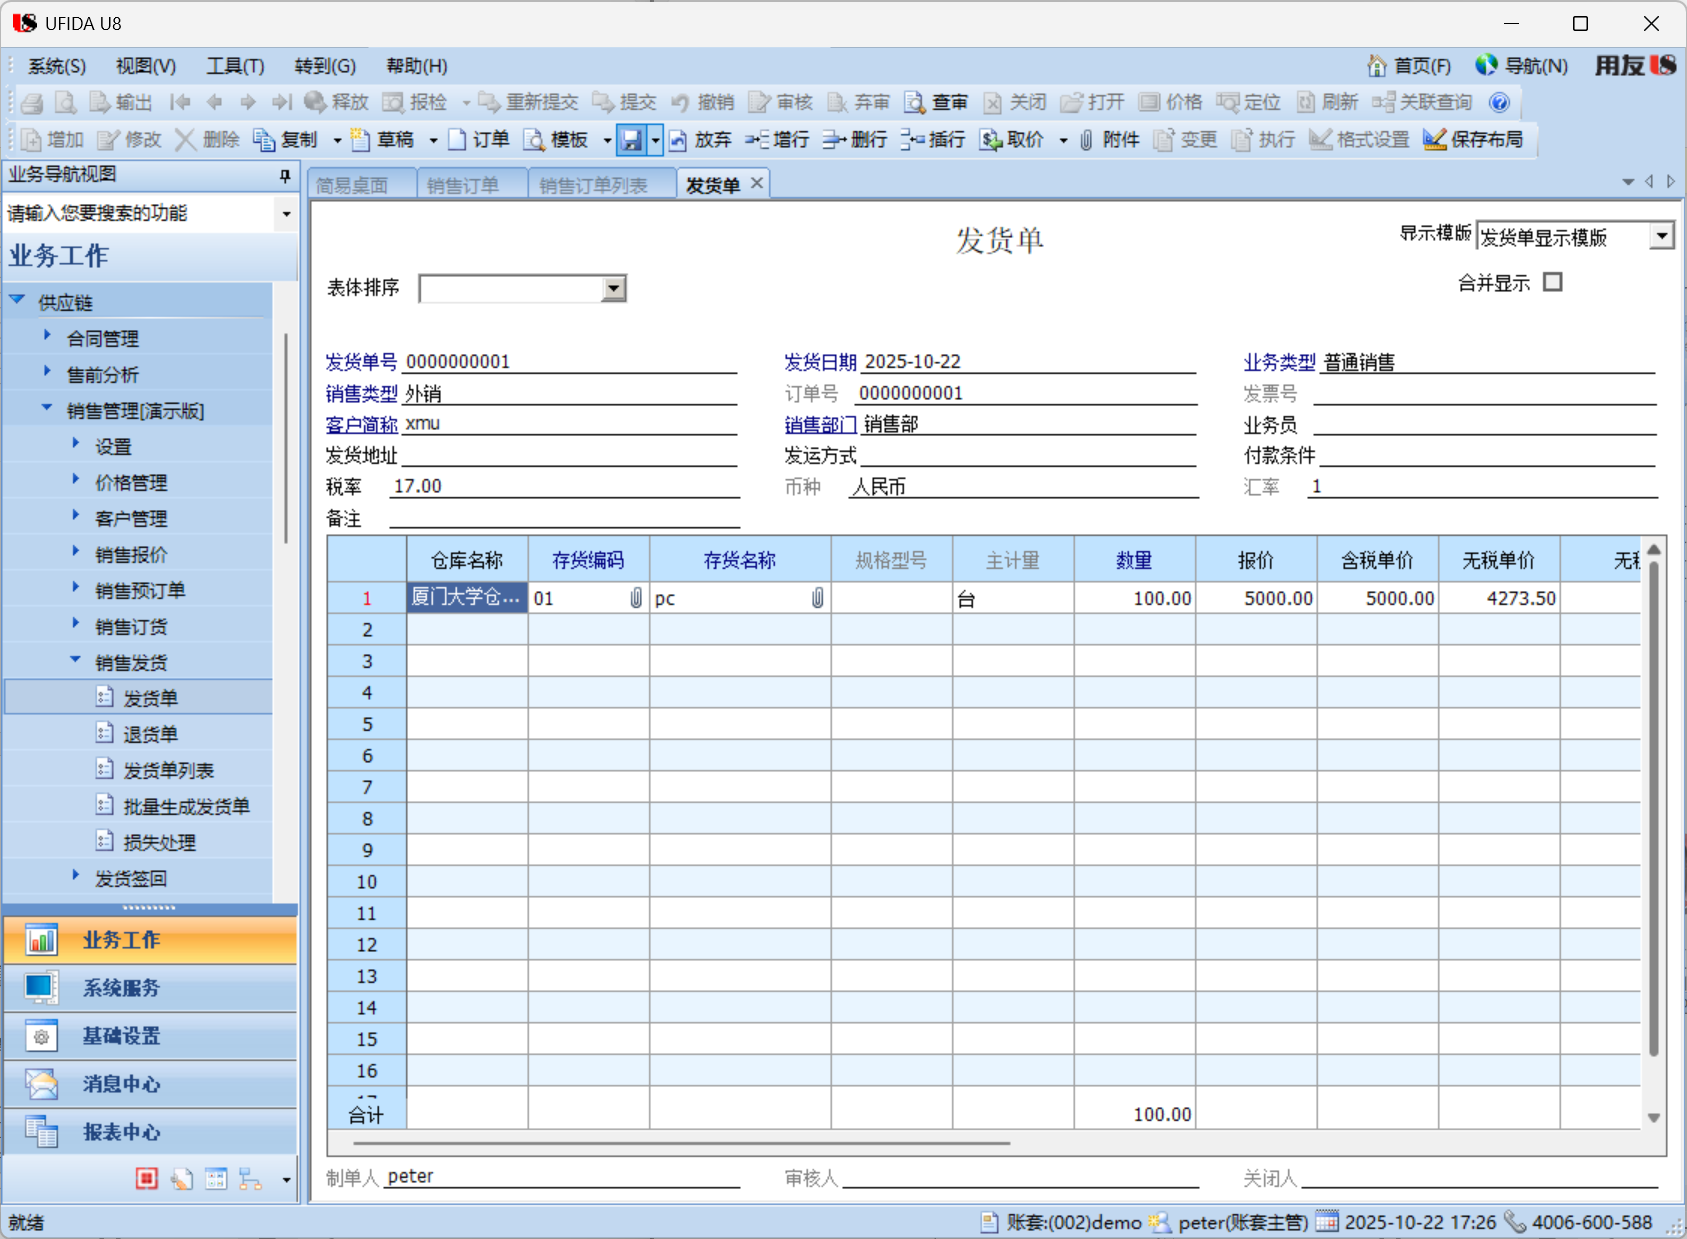 UFIDA U8
系统(S) 视图(V) 工具(T) 转到(G) 帮助(H) 首页(F) 导航(N) 用友
输出 释放 报检 重新提交 提交 撤销 审核 弃审 查审 关闭 打开 价格 定位 刷新 关联查询
增加 修改 删除 复制 草稿 订单 模板 放弃 增行 删行 插行 取价 附件 变更 执行 格式设置 保存布局
业务导航视图
请输入您要搜索的功能
业务工作
供应链
合同管理
售前分析
销售管理[演示版]
设置
价格管理
客户管理
销售报价
销售预订单
销售订货
销售发货
发货单
退货单
发货单列表
批量生成发货单
损失处理
发货签回
业务工作
系统服务
基础设置
消息中心
报表中心
简易桌面 销售订单 销售订单列表 发货单
发货单
显示模版 发货单显示模版
表体排序
合并显示
发货单号 0000000001 发货日期 2025-10-22 业务类型 普通销售
销售类型 外销 订单号 0000000001 发票号
客户简称 xmu 销售部门 销售部 业务员
发货地址 发运方式 付款条件
税率 17.00 币种 人民币 汇率 1
备注
仓库名称 存货编码 存货名称 规格型号 主计量 数量 报价 含税单价 无税单价
1 厦门大学仓... 01 pc 台 100.00 5000.00 5000.00 4273.50
2
3
4
5
6
7
8
9
10
11
12
13
14
15
16
合计 100.00
制单人 peter 审核人 关闭人
就绪 账套:(002)demo peter(账套主管) 2025-10-22 17:26 4006-600-588